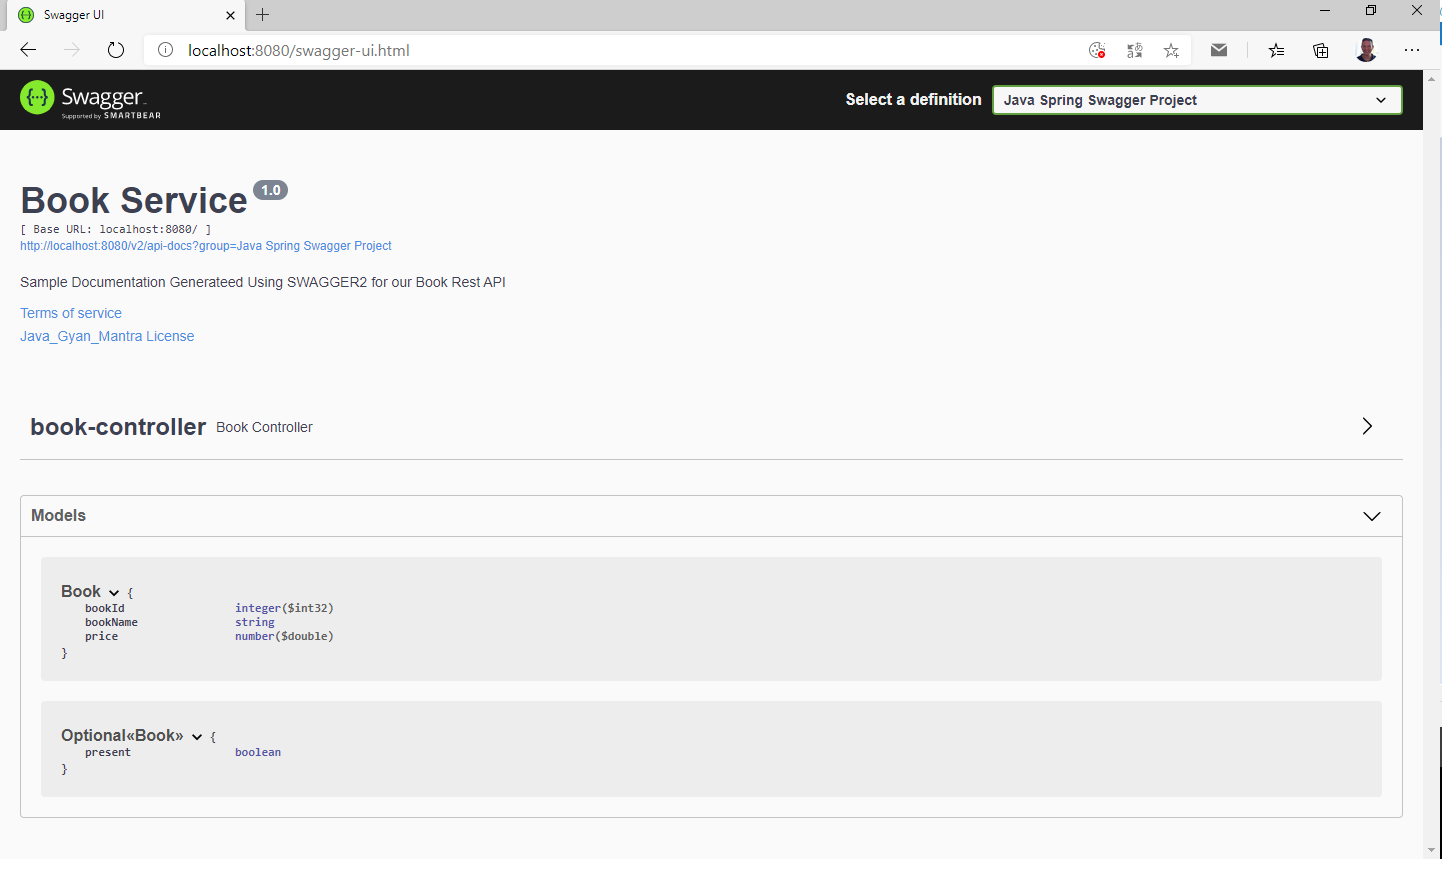 Swagger UI
localhost:8080/swagger-ui.html
Swagger
Supported by SMARTBEAR
Select a definition
Java Spring Swagger Project
Book Service 1.0
[ Base URL: localhost:8080/ ]
http://localhost:8080/v2/api-docs?group=Java Spring Swagger Project
Sample Documentation Generateed Using SWAGGER2 for our Book Rest API
Terms of service
Java_Gyan_Mantra License
book-controller Book Controller
Models
Book {
bookId integer($int32)
bookName string
price number($double)
}
Optional«Book» {
present boolean
}